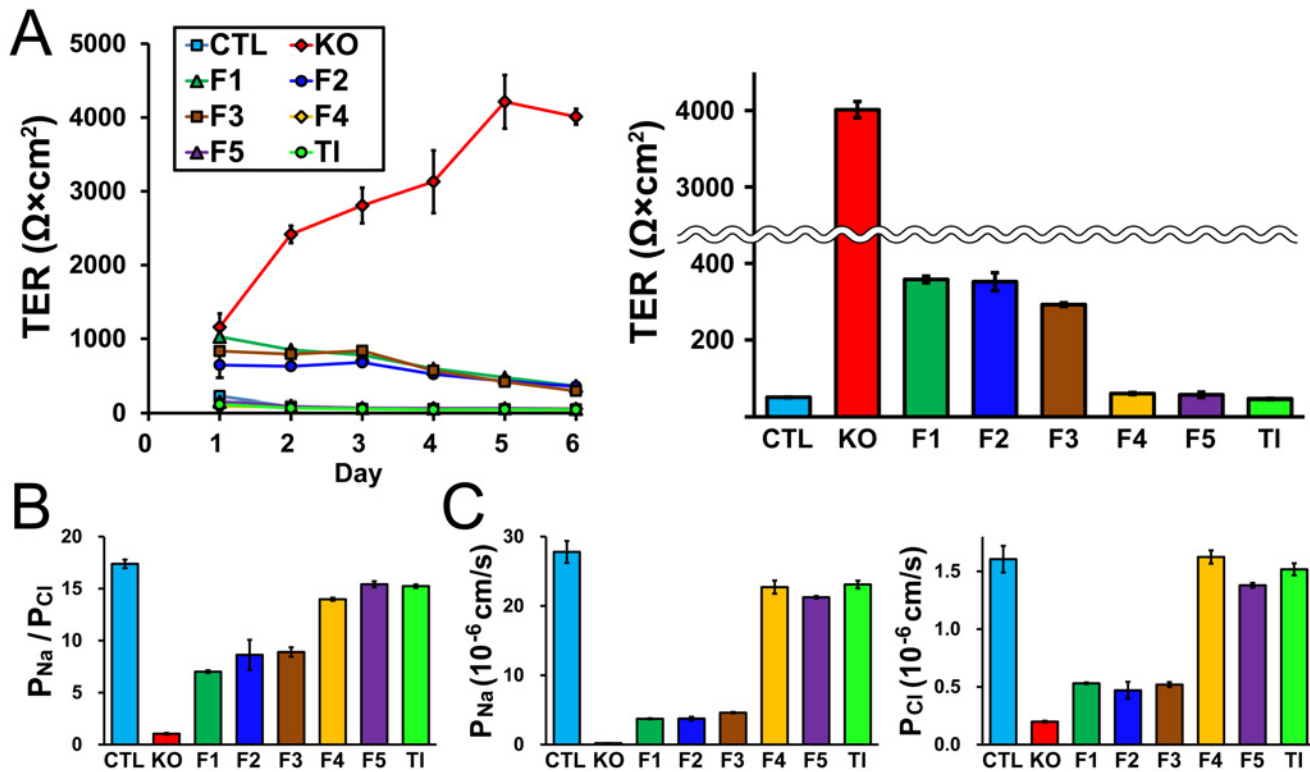 A
CTL KO
F1 F2
F3 F4
F5 TI
TER (Ω×cm²)
5000
4000
3000
2000
1000
0
0 1 2 3 4 5 6
Day
TER (Ω×cm²)
4000
3000
400
200
CTL KO F1 F2 F3 F4 F5 TI
B
PNa / PCl
20
15
10
5
0
CTL KO F1 F2 F3 F4 F5 TI
C
PNa (10⁻⁶ cm/s)
30
20
10
0
CTL KO F1 F2 F3 F4 F5 TI
PCl (10⁻⁶ cm/s)
1.5
1.0
0.5
0.0
CTL KO F1 F2 F3 F4 F5 TI